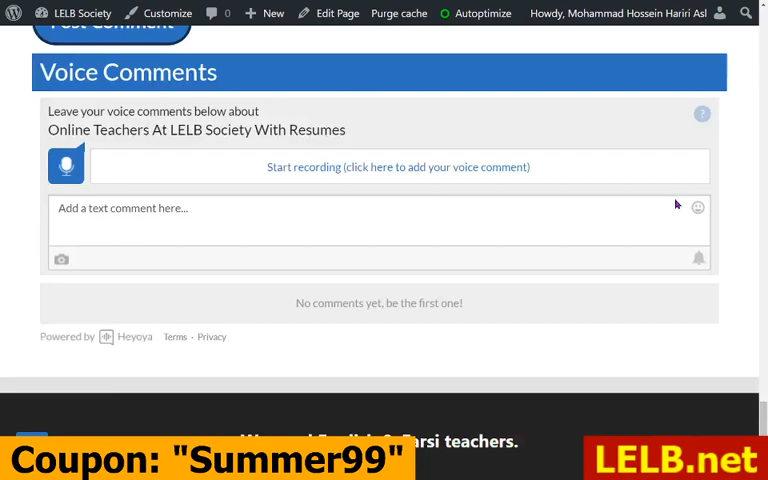 LELB Society Customize 0 New Edit Page Purge cache Autoptimize Howdy, Mohammad Hossein Hariri Asl
Post Comment
Voice Comments
Leave your voice comments below about
Online Teachers At LELB Society With Resumes
?
Start recording (click here to add your voice comment)
Add a text comment here...
No comments yet, be the first one!
Powered by Heyoya Terms · Privacy
English & Farsi teachers.
Coupon: "Summer99"
LELB.net